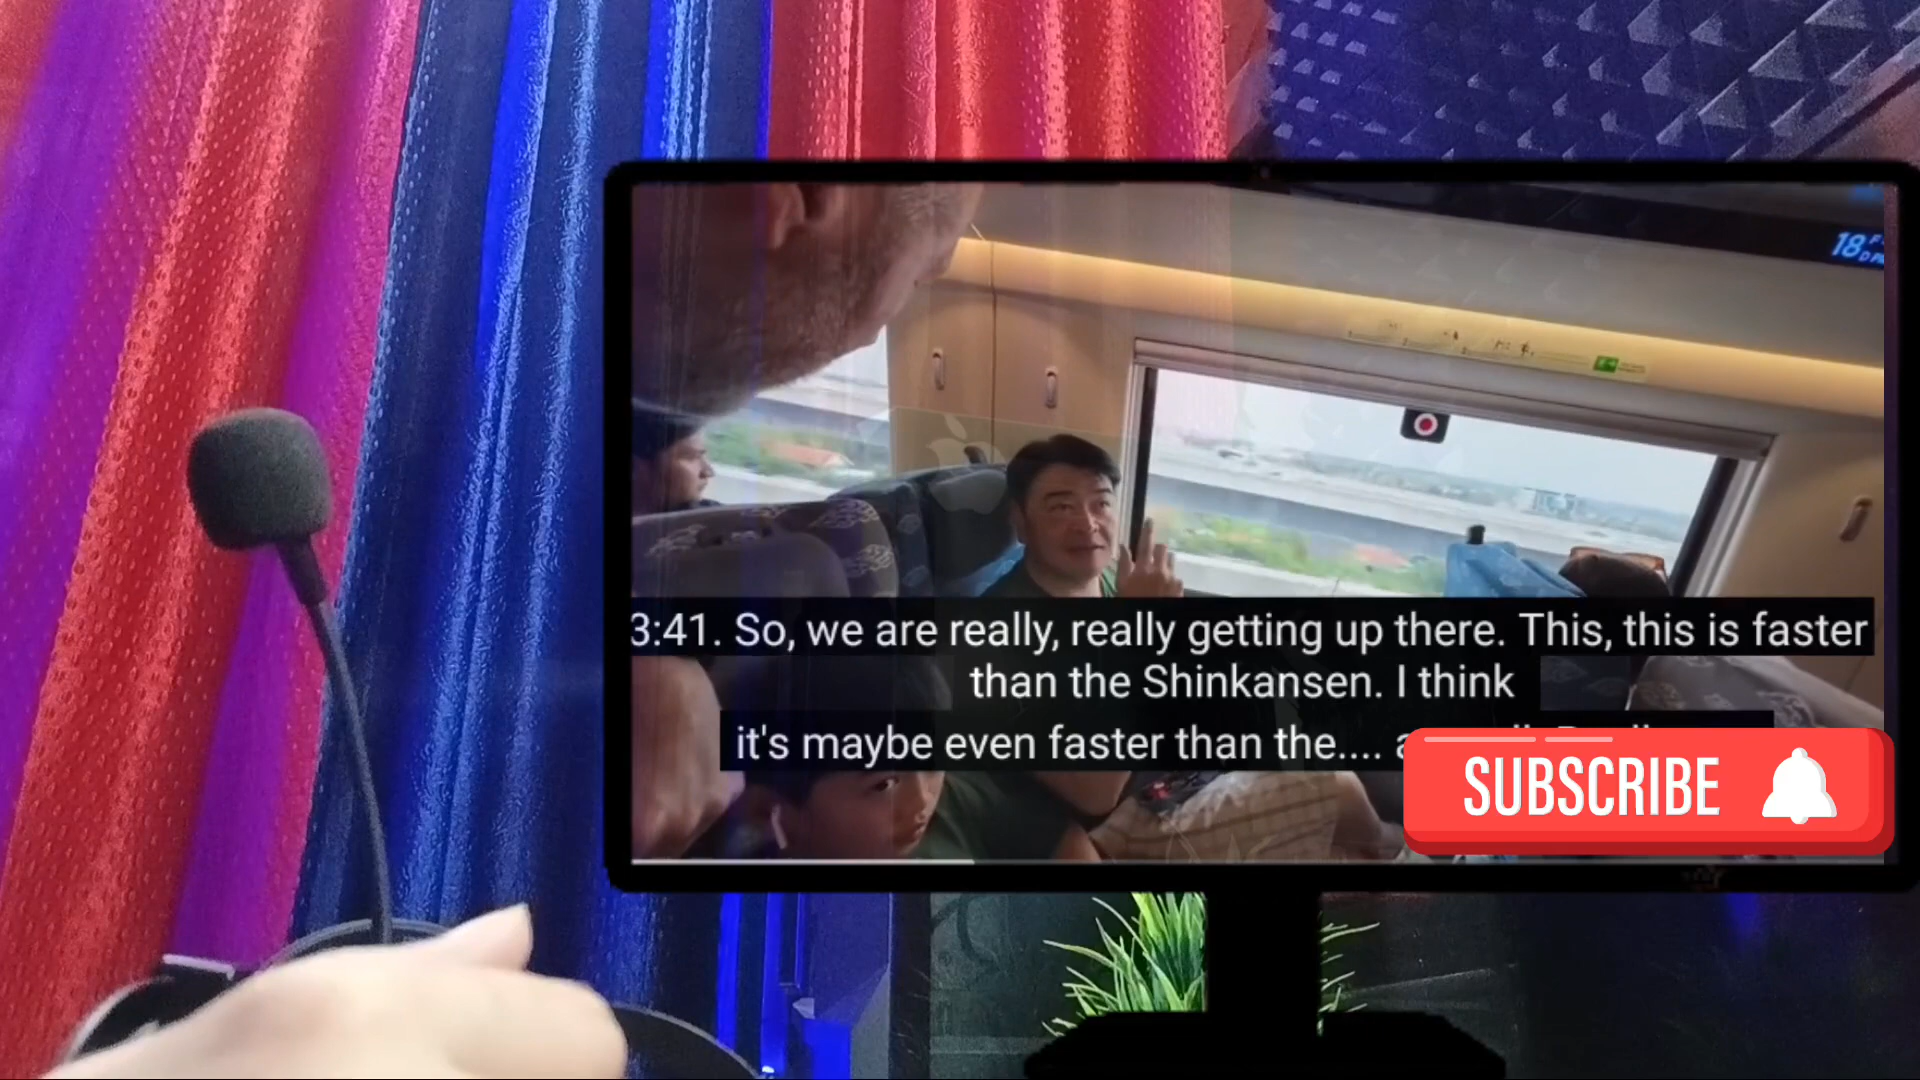 18
3:41. So, we are really, really getting up there. This, this is faster
than the Shinkansen. I think
it's maybe even faster than the....
SUBSCRIBE